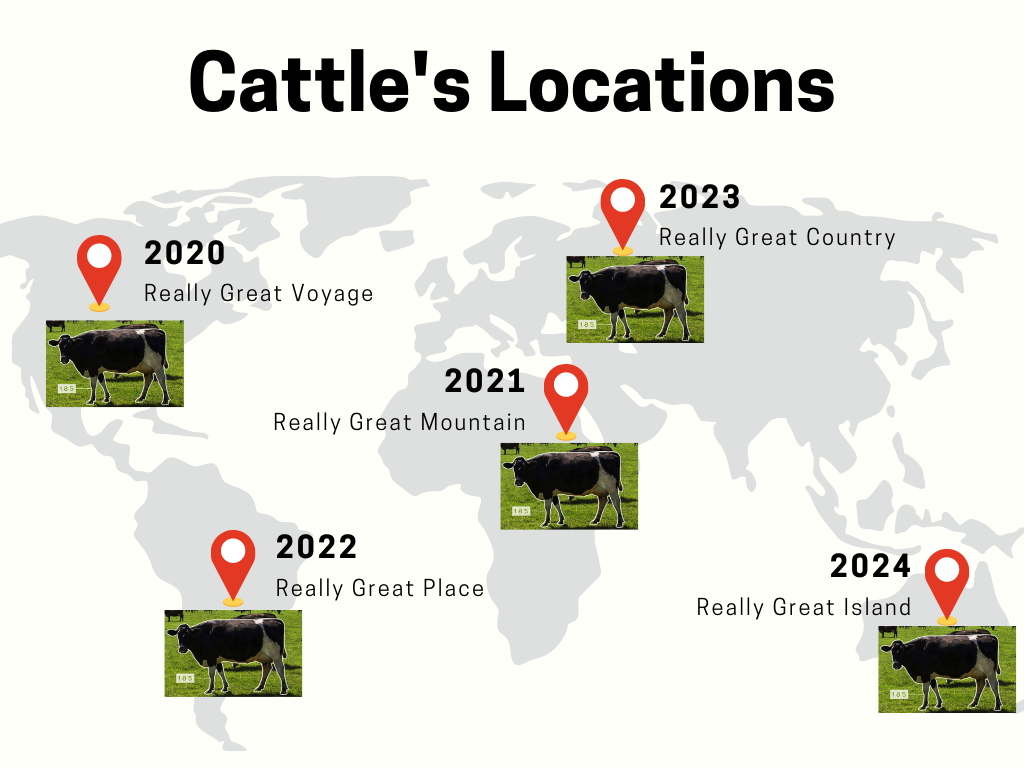 Cattle's Locations
2023
Really Great Country
2020
Really Great Voyage
185
185
2021
Really Great Mountain
185
2022
Really Great Place
185
2024
Really Great Island
185